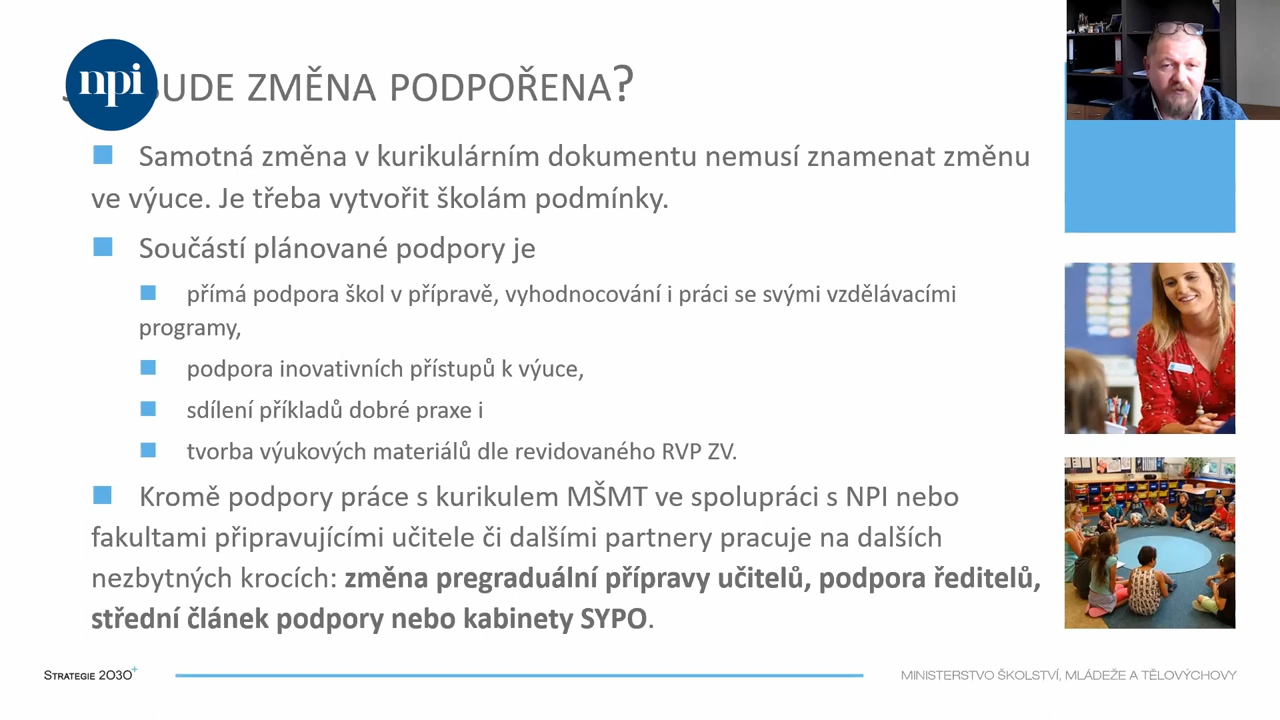 npi
UDE ZMĚNA PODPOŘENA?
Samotná změna v kurikulárním dokumentu nemusí znamenat změnu
ve výuce. Je třeba vytvořit školám podmínky.
Součástí plánované podpory je
přímá podpora škol v přípravě, vyhodnocování i práci se svými vzdělávacími
programy,
podpora inovativních přístupů k výuce,
sdílení příkladů dobré praxe i
tvorba výukových materiálů dle revidovaného RVP ZV.
Kromě podpory práce s kurikulem MŠMT ve spolupráci s NPI nebo
fakultami připravujícími učitele či dalšími partnery pracuje na dalších
nezbytných krocích: změna pregraduální přípravy učitelů, podpora ředitelů,
střední článek podpory nebo kabinety SYPO.
STRATEGIE 2030+
MINISTERSTVO ŠKOLSTVÍ, MLÁDEŽE A TĚLOVÝCHOVY